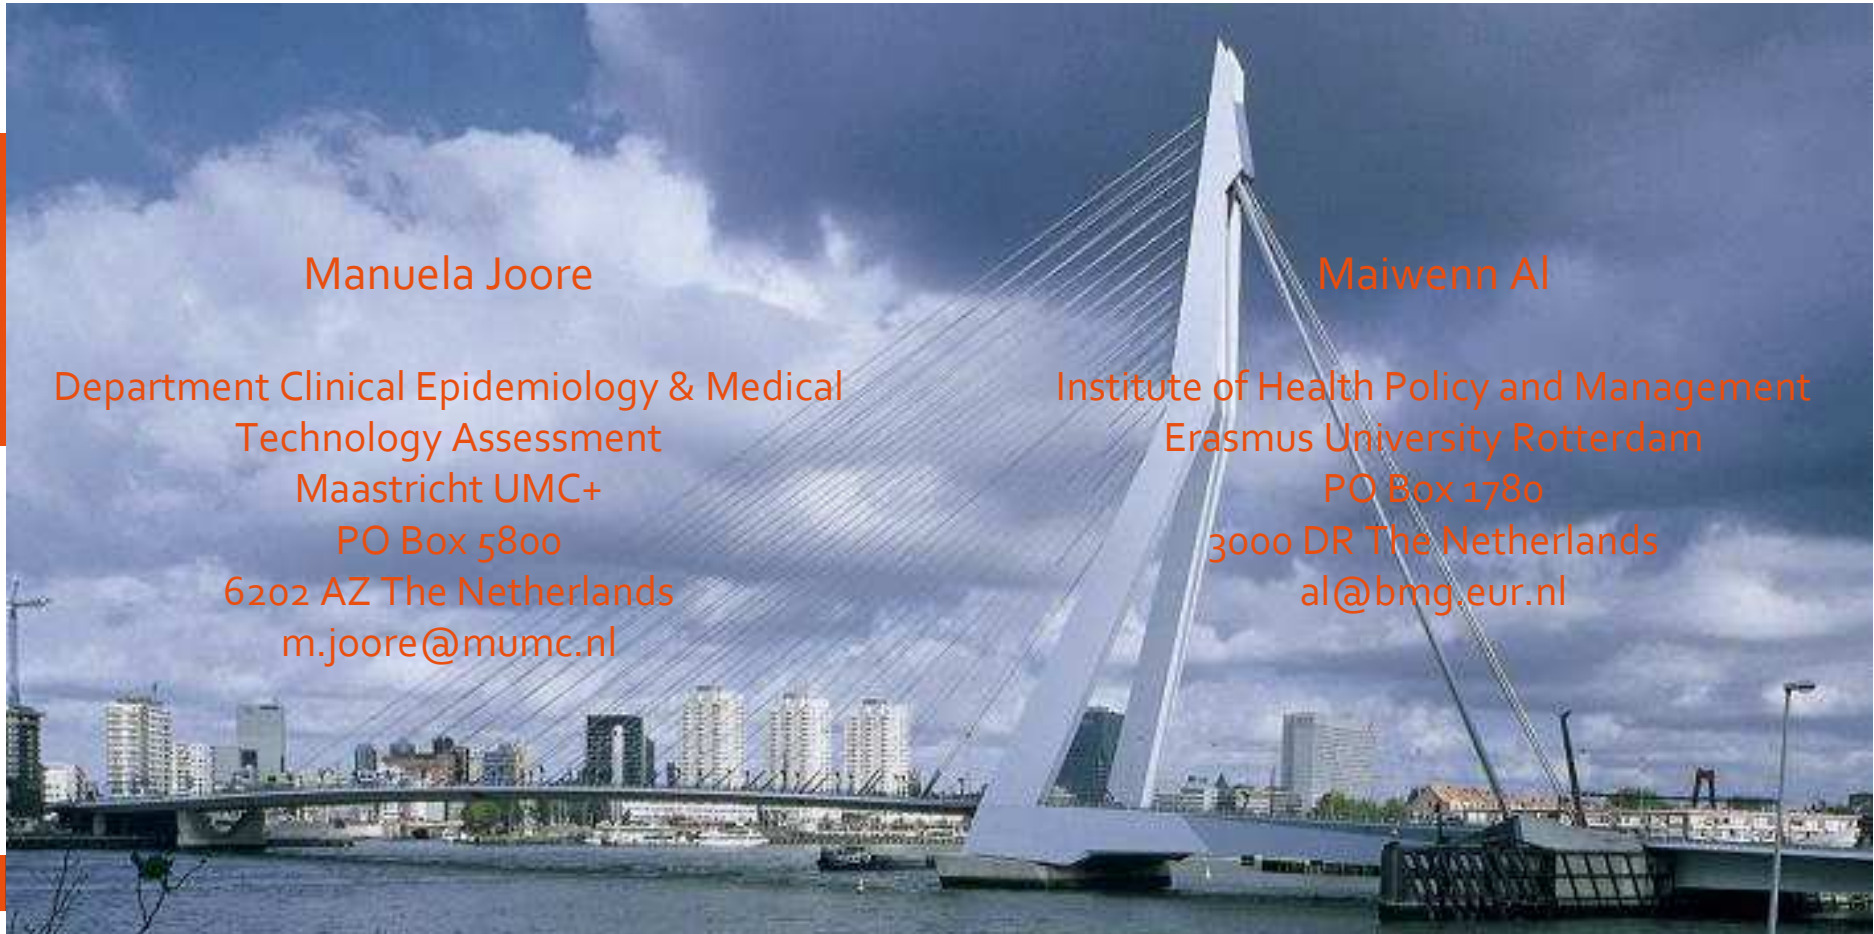 Manuela Joore
Department Clinical Epidemiology & Medical
Technology Assessment
Maastricht UMC+
PO Box 5800
6202 AZ The Netherlands
m.joore@mumc.nl
Maiwenn Al
Institute of Health Policy and Management
Erasmus University Rotterdam
PO Box 1780
3000 DR The Netherlands
al@bmg.eur.nl